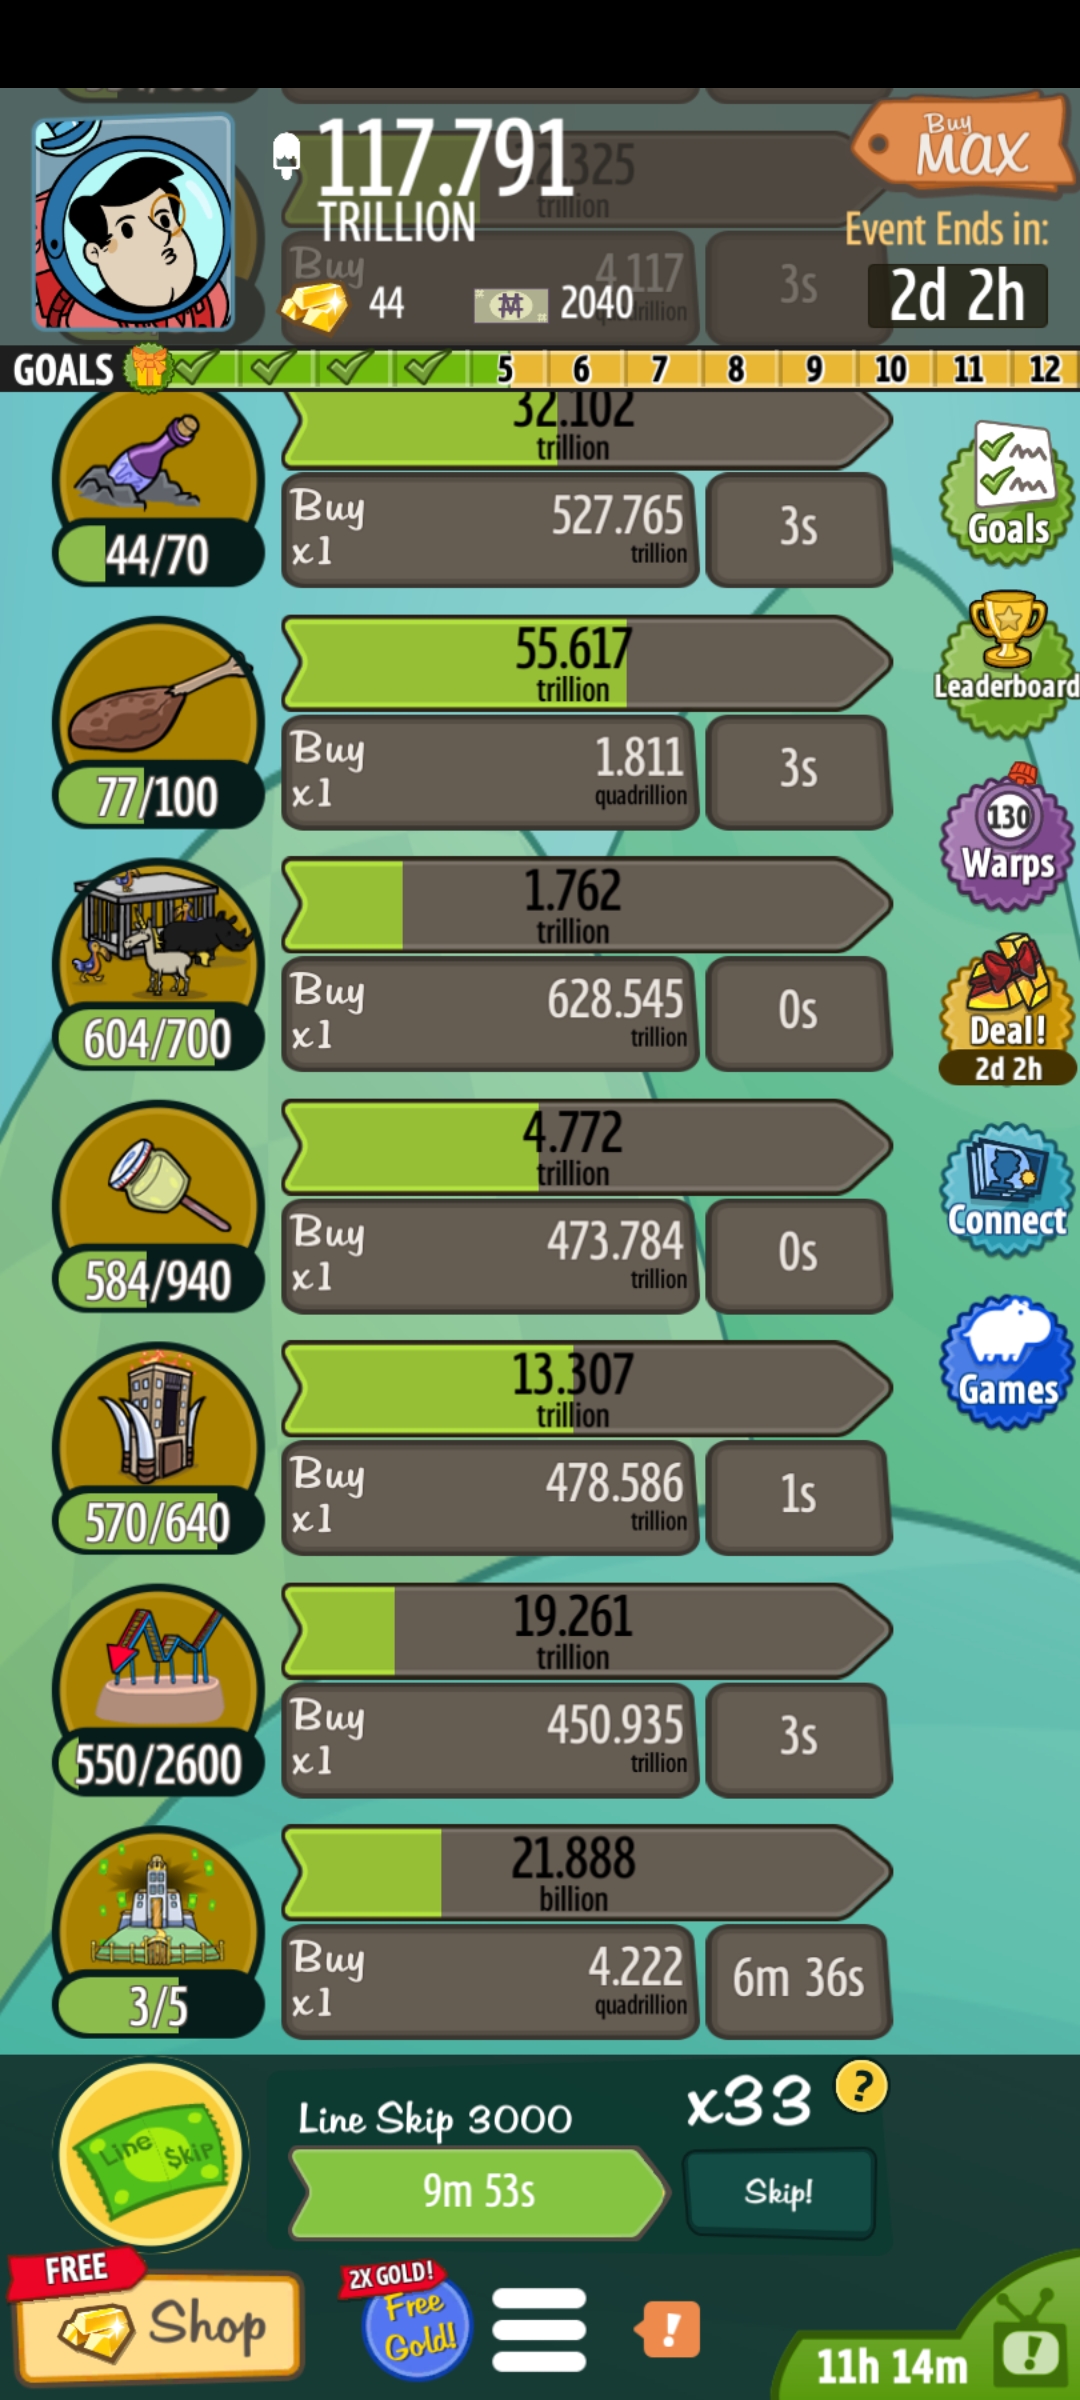 117.791
TRILLION
44
2040
Buy
MAX
Event Ends in:
2d 2h
Buy
4.117
3s
GOALS
5
6
7
8
9
10
11
12
32.102
trillion
44/70
Buy
x1
527.765
trillion
3s
Goals
55.617
trillion
77/100
Buy
x1
1.811
quadrillion
3s
Leaderboard
1.762
trillion
604/700
Buy
x1
628.545
trillion
0s
130
Warps
Deal!
2d 2h
4.772
trillion
584/940
Buy
x1
473.784
trillion
0s
Connect
13.307
trillion
570/640
Buy
x1
478.586
trillion
1s
Games
19.261
trillion
550/2600
Buy
x1
450.935
trillion
3s
21.888
billion
3/5
Buy
x1
4.222
quadrillion
6m 36s
Line $kip
Line Skip 3000
x33
?
9m 53s
Skip!
FREE
Shop
2X GOLD!
Free
Gold!
!
11h 14m
!